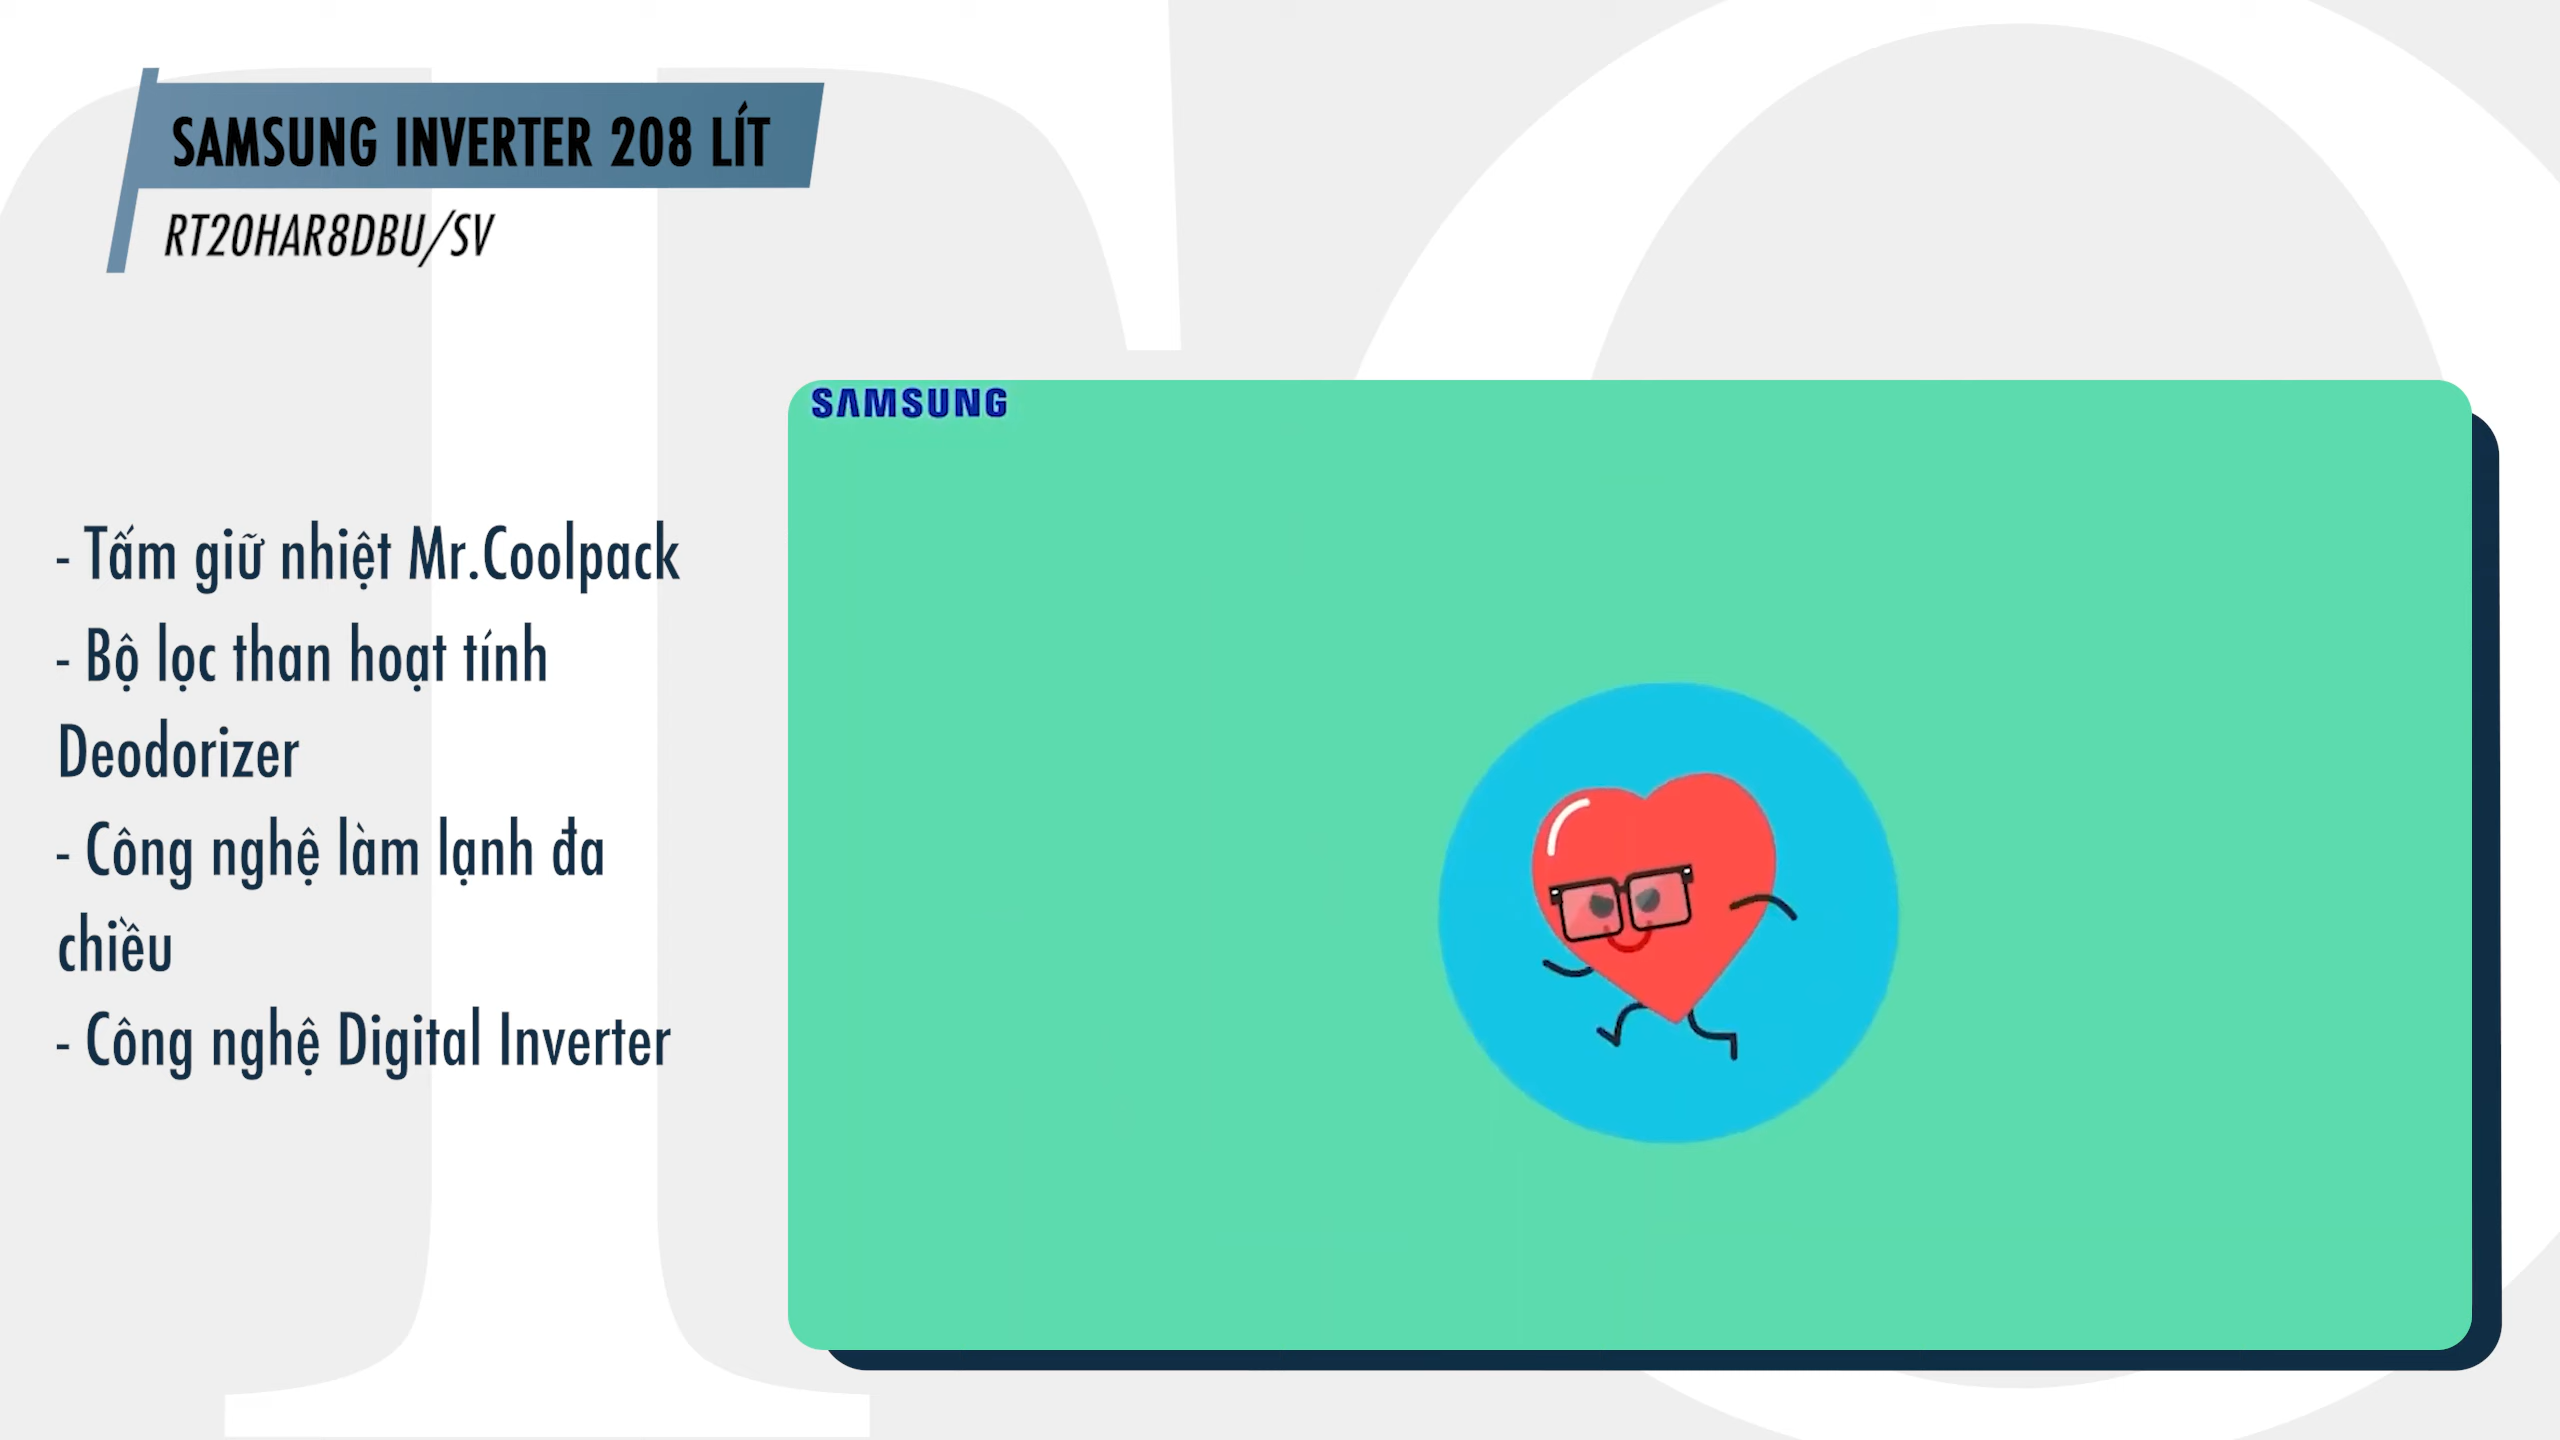 SAMSUNG INVERTER 208 LÍT
RT20HAR8DBU/SV
SAMSUNG
- Tấm giữ nhiệt Mr.Coolpack
- Bộ lọc than hoạt tính
Deodorizer
- Công nghệ làm lạnh đa
chiều
- Công nghệ Digital Inverter